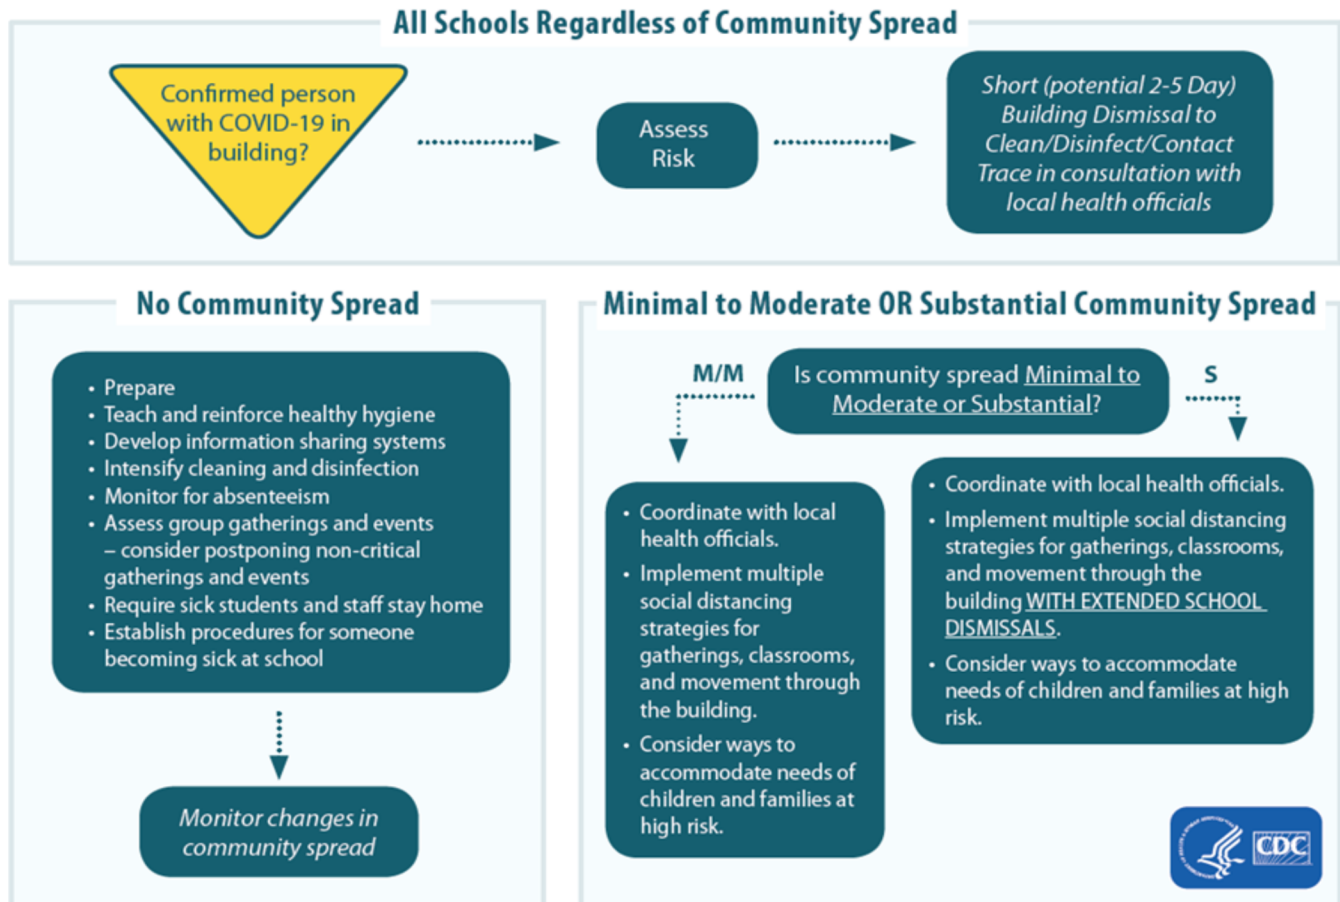 All Schools Regardless of Community Spread
Confirmed person
with COVID-19 in
building?
Assess
Risk
Short (potential 2-5 Day)
Building Dismissal to
Clean/Disinfect/Contact
Trace in consultation with
local health officials
No Community Spread
• Prepare
• Teach and reinforce healthy hygiene
• Develop information sharing systems
• Intensify cleaning and disinfection
• Monitor for absenteeism
• Assess group gatherings and events
– consider postponing non-critical
gatherings and events
• Require sick students and staff stay home
• Establish procedures for someone
becoming sick at school
Monitor changes in
community spread
Minimal to Moderate OR Substantial Community Spread
M/M
Is community spread Minimal to
Moderate or Substantial?
S
• Coordinate with local
health officials.
• Implement multiple
social distancing
strategies for
gatherings, classrooms,
and movement through
the building.
• Consider ways to
accommodate needs of
children and families at
high risk.
• Coordinate with local health officials.
• Implement multiple social distancing
strategies for gatherings, classrooms,
and movement through the
building WITH EXTENDED SCHOOL
DISMISSALS.
• Consider ways to accommodate
needs of children and families at high
risk.
CDC